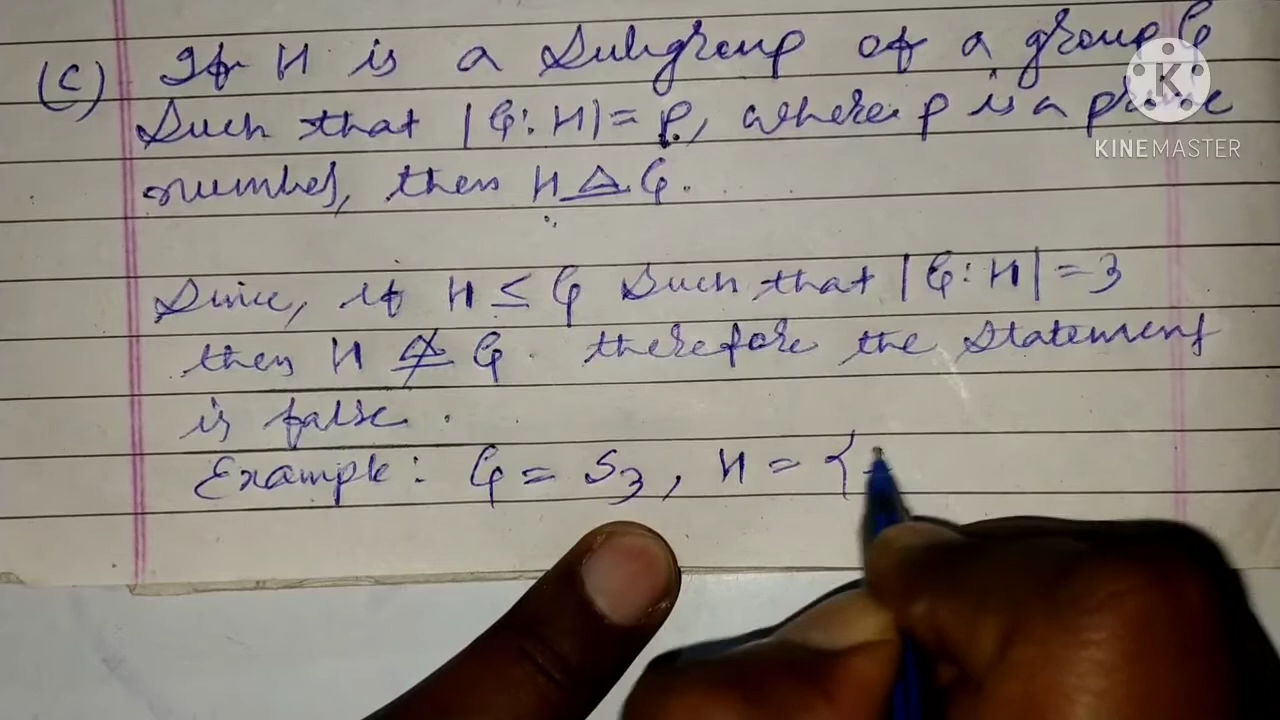 (C) If H is a subgroup of a group G
such that |G:H|=p, where p is a prime
number, then H ⊴ G.
Since, if H ≤ G such that |G:H|=3
then H ⋬ G. therefore the statement
is false.
Example: G = S₃, H = {
K
KINEMASTER